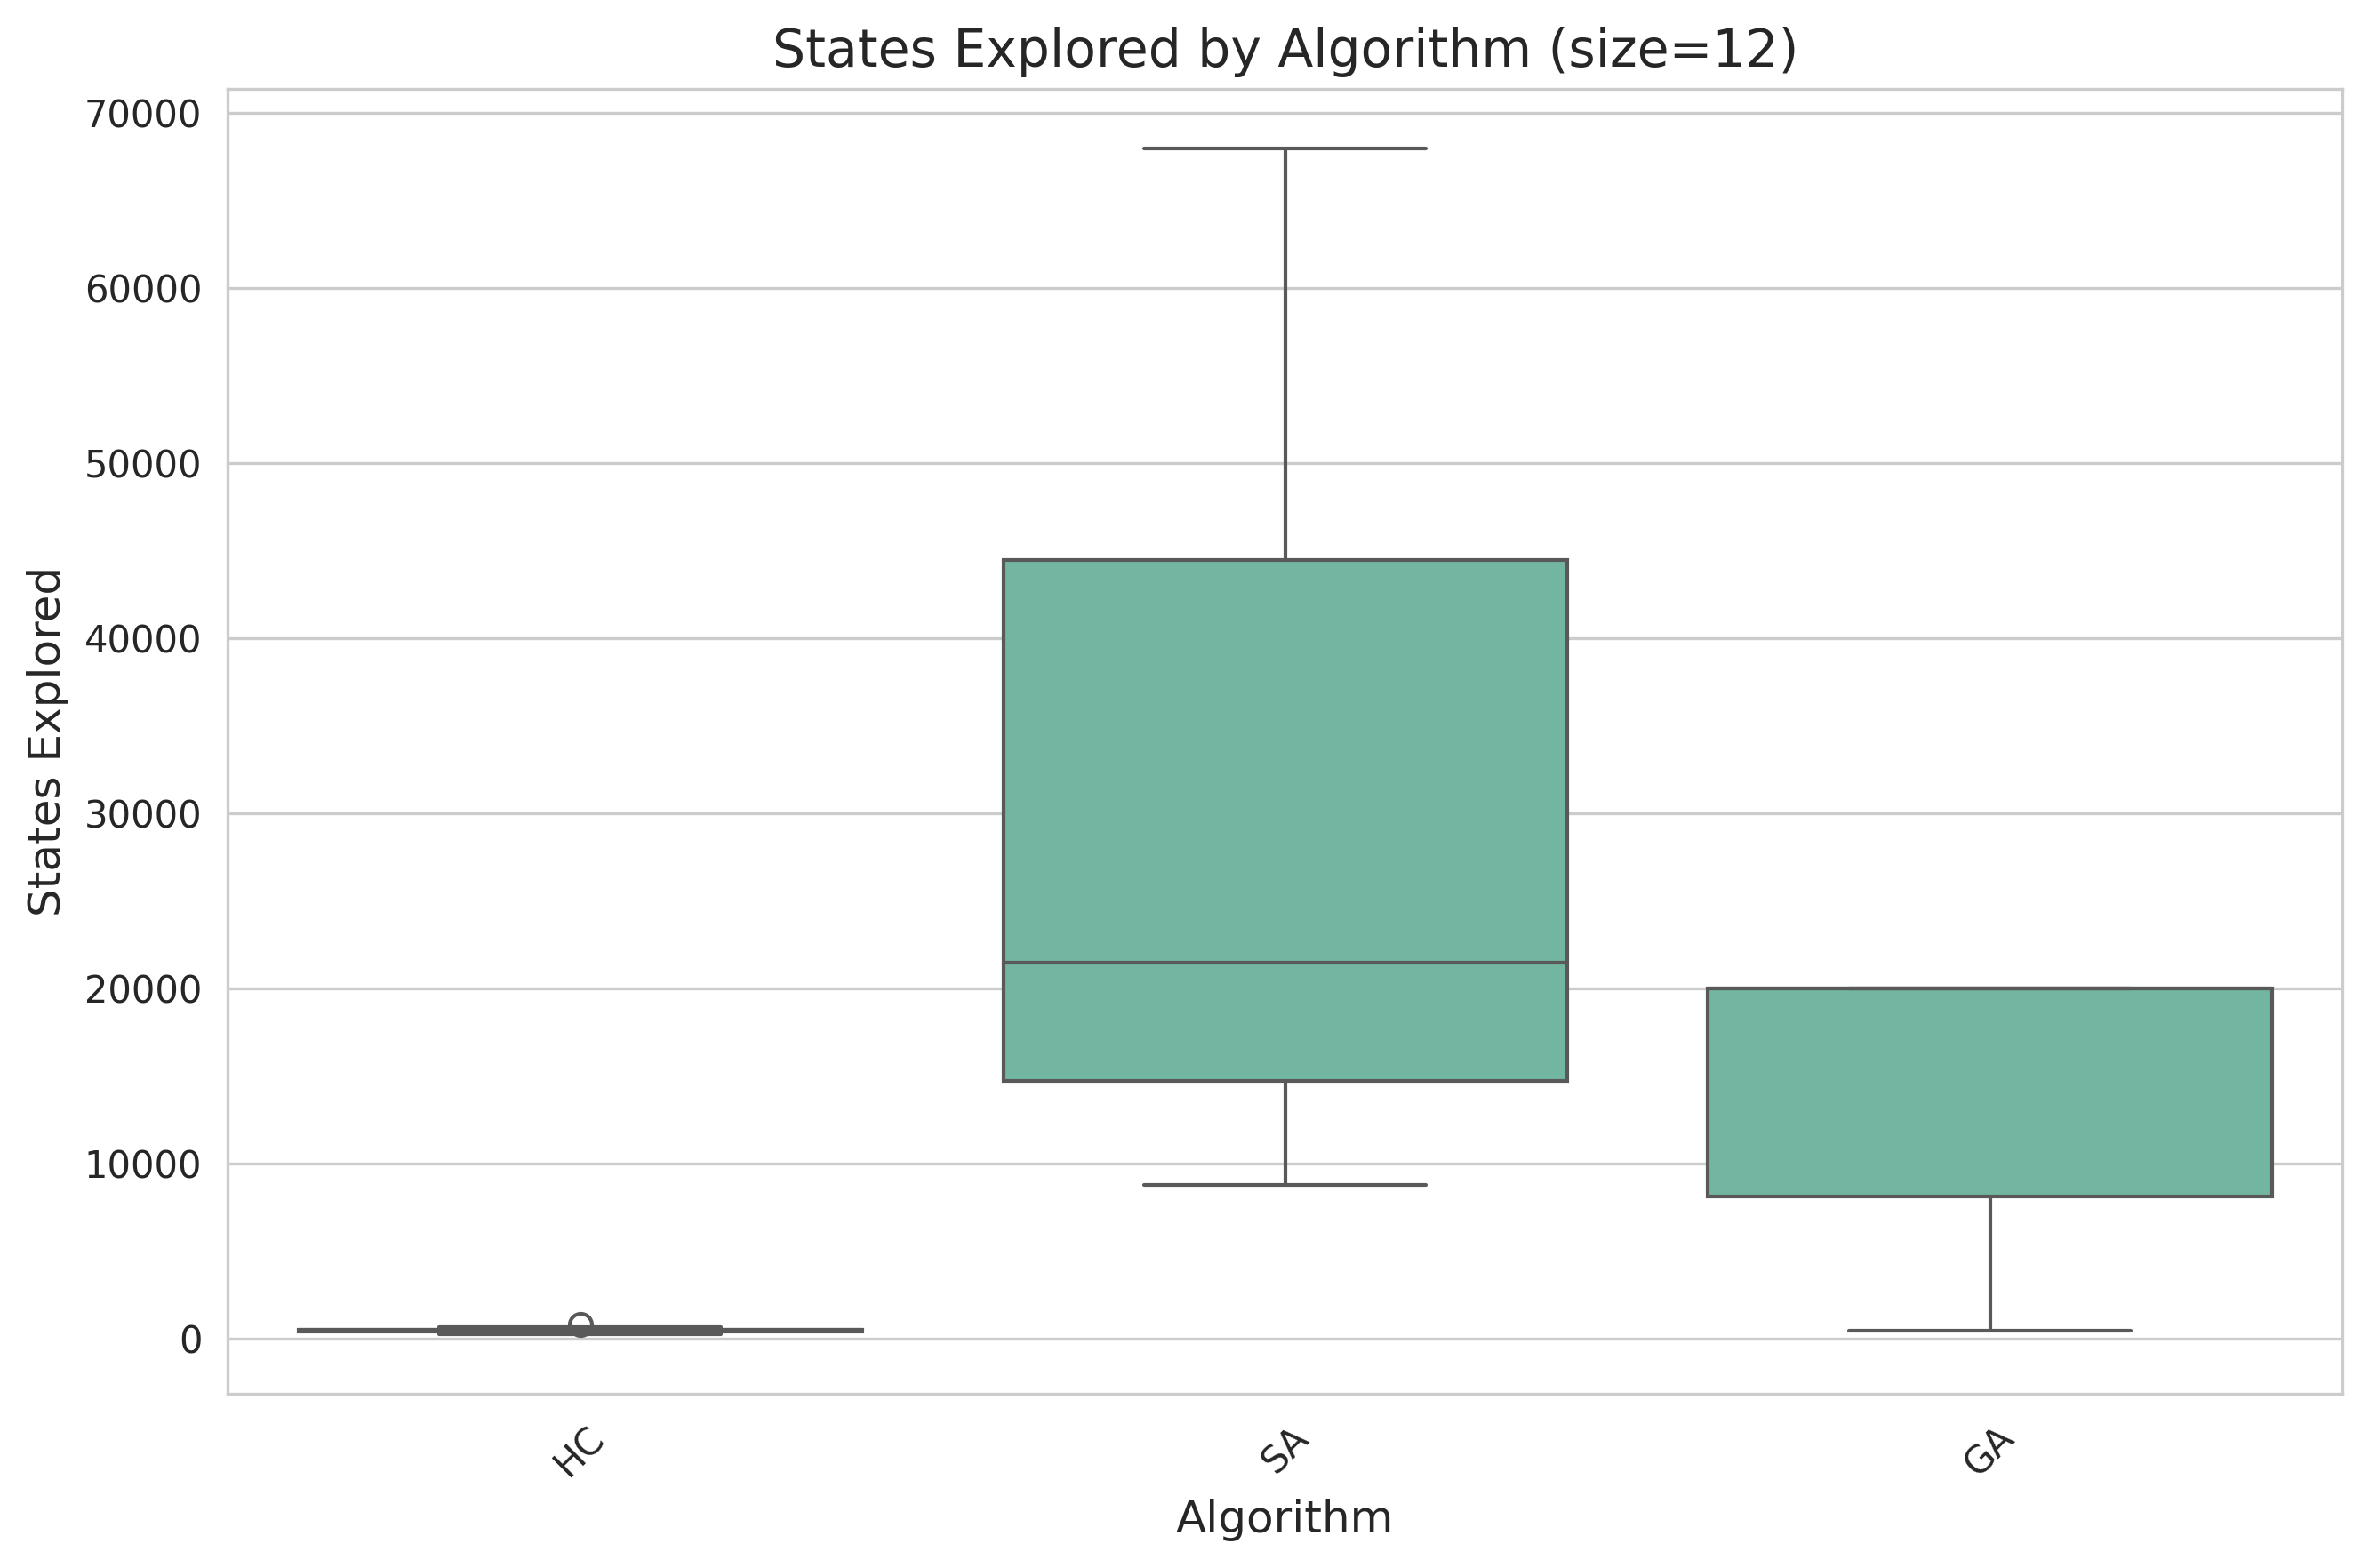 States Explored by Algorithm (size=12)
70000
60000
50000
40000
30000
20000
10000
0
States Explored
HC
SA
GA
Algorithm